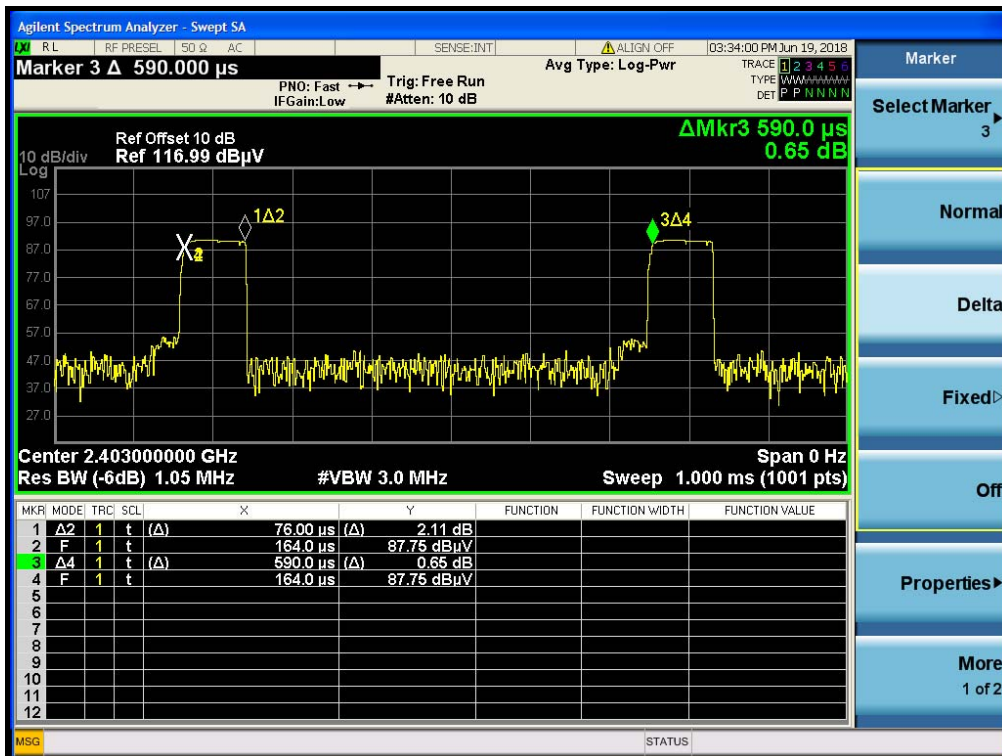 Agilent Spectrum Analyzer - Swept SA
LXI RL RF PRESEL 50 Ω AC SENSE:INT ALIGN OFF 03:34:00 PM Jun 19, 2018
Marker 3 Δ 590.000 µs
PNO: Fast
IFGain:Low
Trig: Free Run
#Atten: 10 dB
Avg Type: Log-Pwr
TRACE 1 2 3 4 5 6
TYPE
DET P P N N N N
ΔMkr3 590.0 µs
0.65 dB
Ref Offset 10 dB
10 dB/div Ref 116.99 dBµV
Log
107
97.0
87.0
77.0
67.0
57.0
47.0
37.0
27.0
1Δ2
3Δ4
Center 2.403000000 GHz Span 0 Hz
Res BW (-6dB) 1.05 MHz #VBW 3.0 MHz Sweep 1.000 ms (1001 pts)
MKR MODE TRC SCL X Y FUNCTION FUNCTION WIDTH FUNCTION VALUE
1 Δ2 1 t (Δ) 76.00 µs (Δ) 2.11 dB
2 F 1 t 164.0 µs 87.75 dBµV
3 Δ4 1 t (Δ) 590.0 µs (Δ) 0.65 dB
4 F 1 t 164.0 µs 87.75 dBµV
5
6
7
8
9
10
11
12
MSG STATUS
Marker
Select Marker
3
Normal
Delta
Fixed
Off
Properties
More
1 of 2